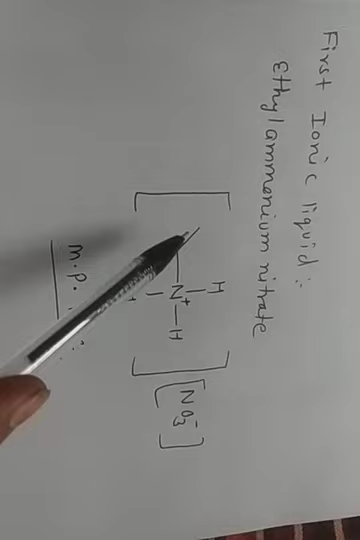 First Ionic liquid:
Ethylammonium nitrate
H
N+—H
H
[NO3-]
m.p.